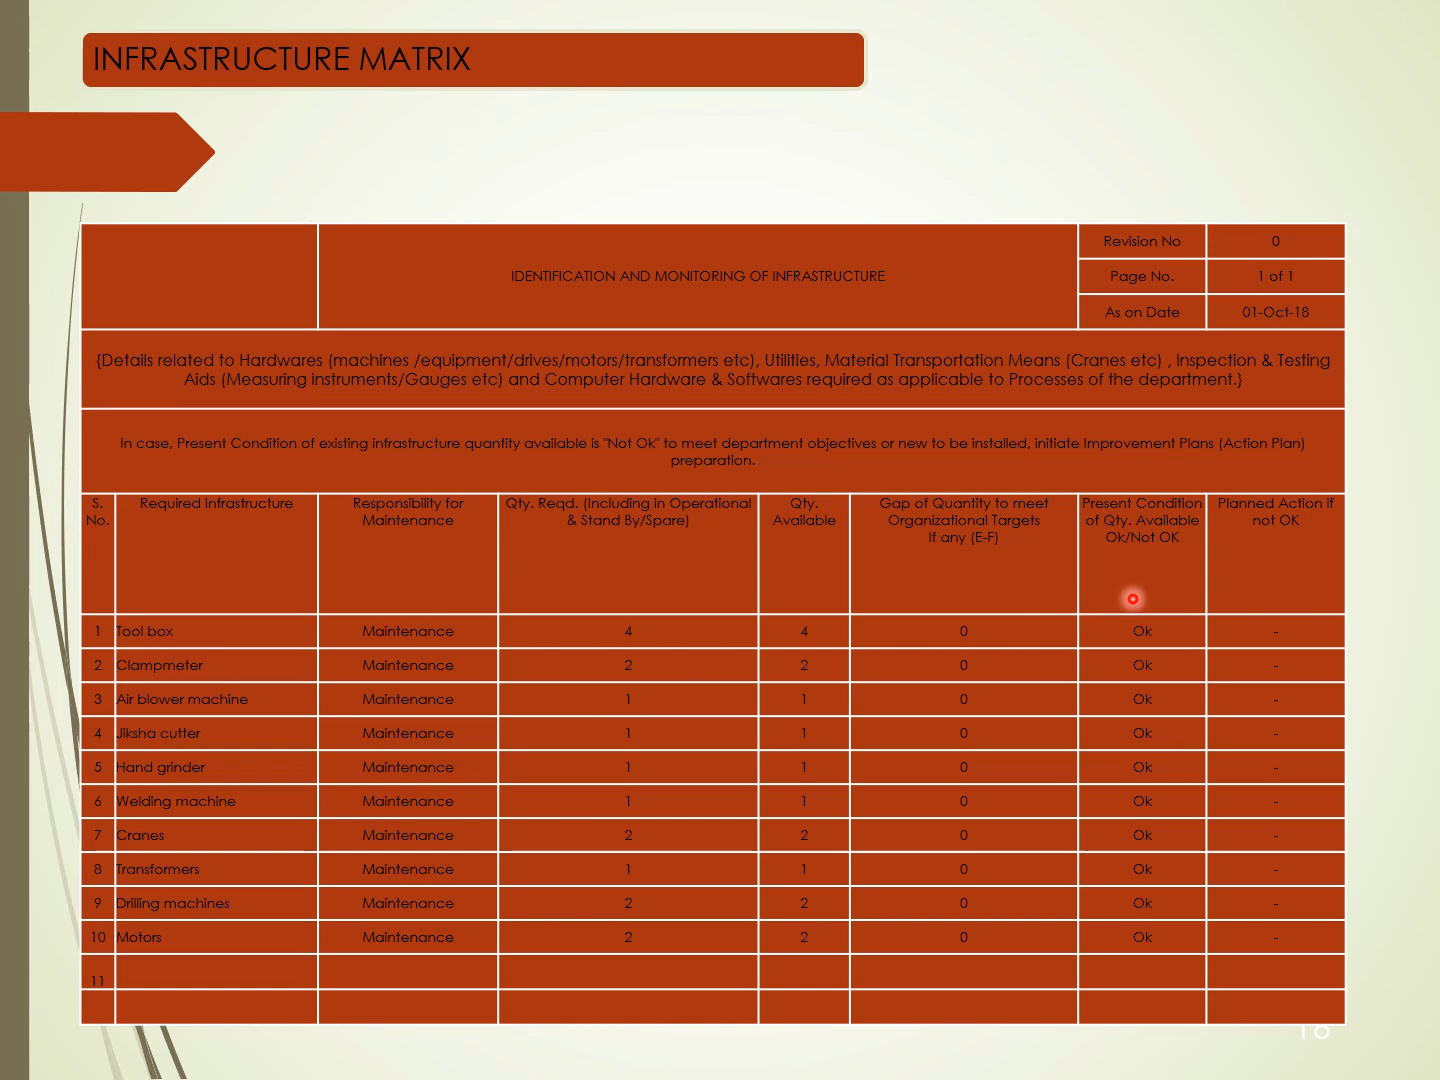 INFRASTRUCTURE MATRIX
IDENTIFICATION AND MONITORING OF INFRASTRUCTURE
Revision No 0
Page No. 1 of 1
As on Date 01-Oct-18
{Details related to Hardwares (machines /equipment/drives/motors/transformers etc), Utilities, Material Transportation Means (Cranes etc) , Inspection & Testing
Aids (Measuring instruments/Gauges etc) and Computer Hardware & Softwares required as applicable to Processes of the department.}
In case, Present Condition of existing infrastructure quantity available is "Not Ok" to meet department objectives or new to be installed, initiate Improvement Plans (Action Plan)
preparation.
S. Required Infrastructure Responsibility for Qty. Reqd. (Including in Operational Qty. Gap of Quantity to meet Present Condition Planned Action if
No. Maintenance & Stand By/Spare) Available Organizational Targets of Qty. Available not OK
If any (E-F) Ok/Not OK
1 Tool box Maintenance 4 4 0 Ok -
2 Clampmeter Maintenance 2 2 0 Ok -
3 Air blower machine Maintenance 1 1 0 Ok -
4 Jiksha cutter Maintenance 1 1 0 Ok -
5 Hand grinder Maintenance 1 1 0 Ok -
6 Welding machine Maintenance 1 1 0 Ok -
7 Cranes Maintenance 2 2 0 Ok -
8 Transformers Maintenance 1 1 0 Ok -
9 Drilling machines Maintenance 2 2 0 Ok -
10 Motors Maintenance 2 2 0 Ok -
11